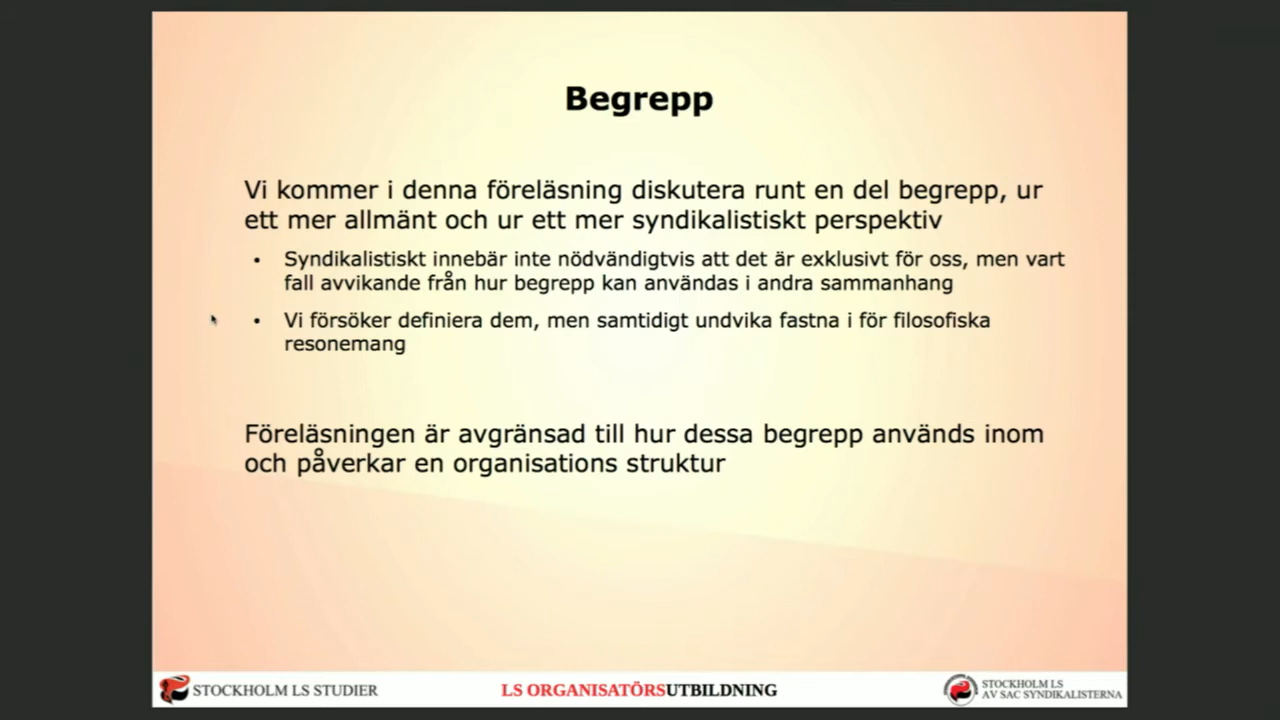 Begrepp
Vi kommer i denna föreläsning diskutera runt en del begrepp, ur
ett mer allmänt och ur ett mer syndikalistiskt perspektiv
• Syndikalistiskt innebär inte nödvändigtvis att det är exklusivt för oss, men vart
fall avvikande från hur begrepp kan användas i andra sammanhang
• Vi försöker definiera dem, men samtidigt undvika fastna i för filosofiska
resonemang
Föreläsningen är avgränsad till hur dessa begrepp används inom
och påverkar en organisations struktur
STOCKHOLM LS STUDIER
LS ORGANISATÖRSUTBILDNING
STOCKHOLM LS
AV SAC SYNDIKALISTERNA